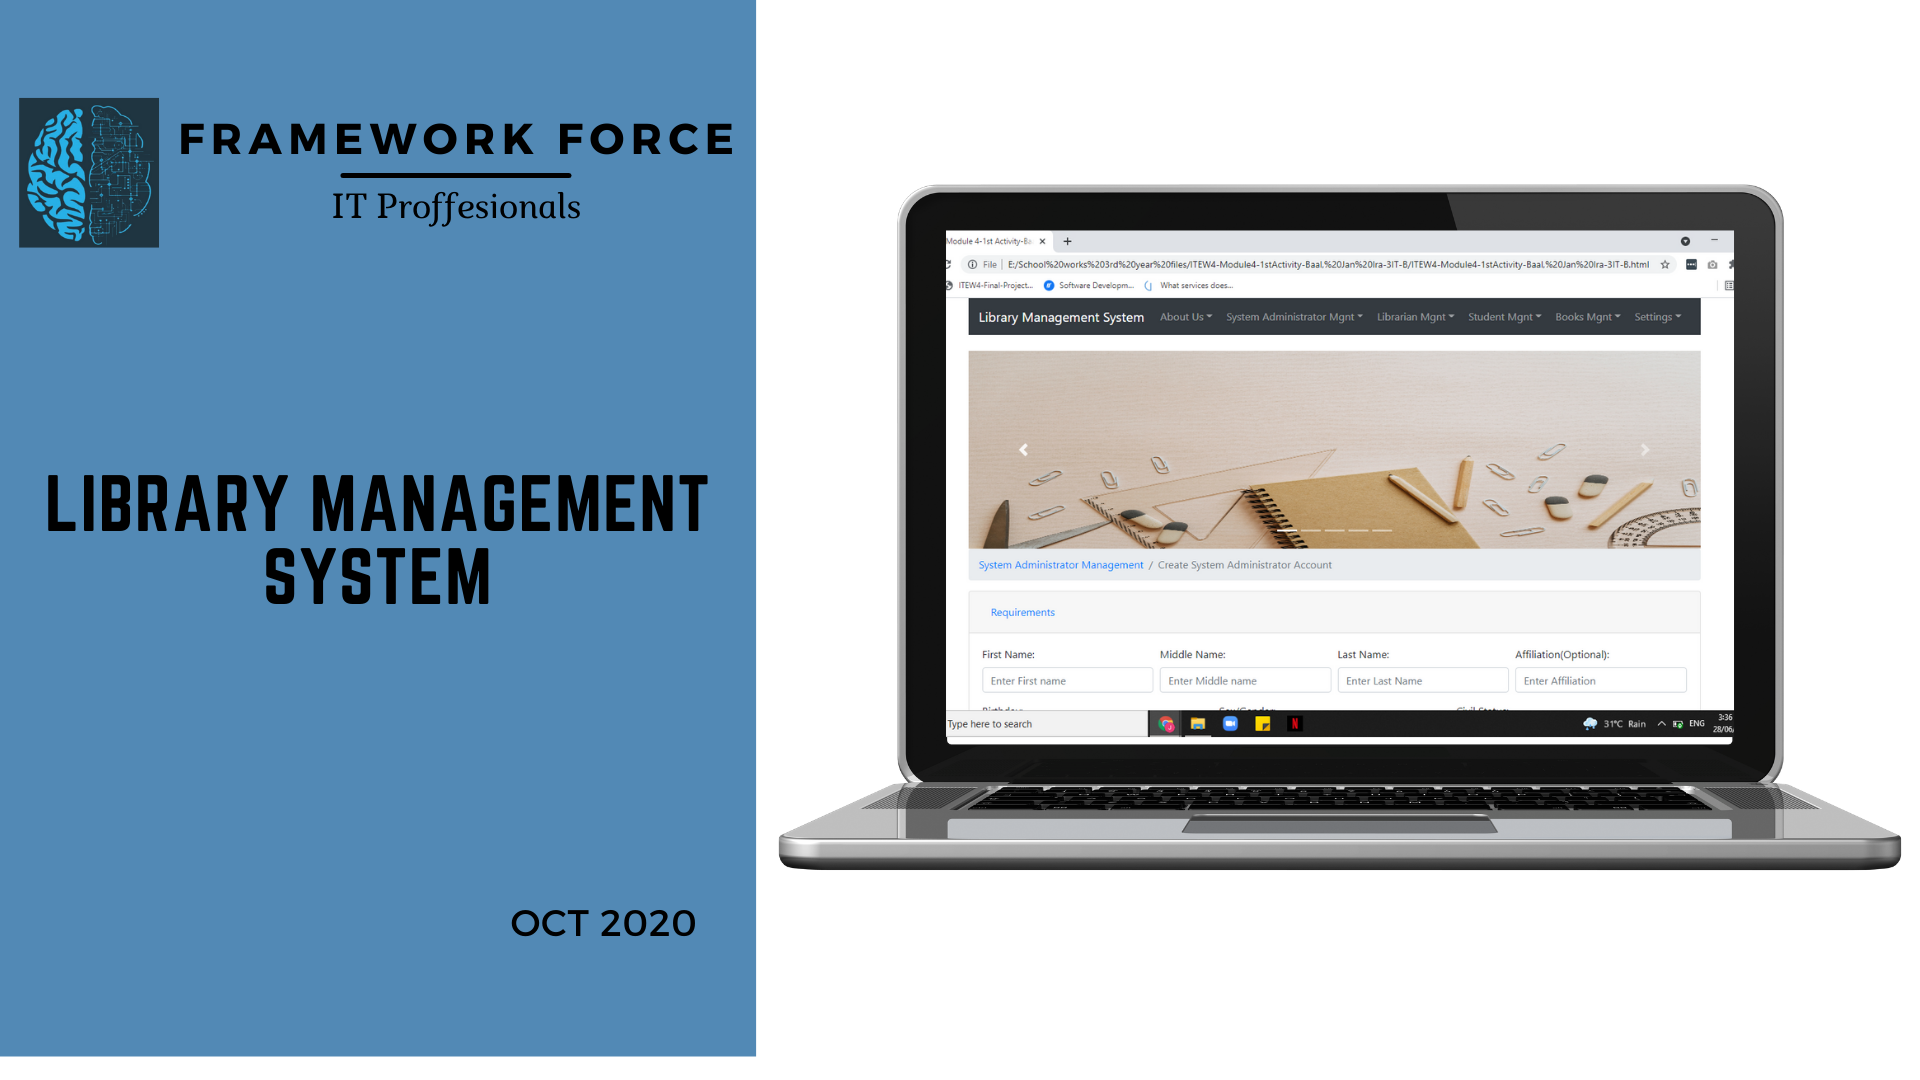 FRAMEWORK FORCE
IT Proffesionals
LIBRARY MANAGEMENT
SYSTEM
OCT 2020
Module 4-1st Activity-Ba
File | E:/School%20works%203rd%20year%20files/ITEW4-Module4-1stActivity-Baal.%20Jan%20Ira-3IT-B/ITEW4-Module4-1stActivity-Baal.%20Jan%20Ira-3IT-B.html
ITEW4-Final-Project... Software Developm... What services does...
Library Management System About Us System Administrator Mgnt Librarian Mgnt Student Mgnt Books Mgnt Settings
System Administrator Management / Create System Administrator Account
Requirements
First Name: Middle Name: Last Name: Affiliation(Optional):
Enter First name Enter Middle name Enter Last Name Enter Affiliation
Type here to search 31°C Rain ENG 3:36
28/06/